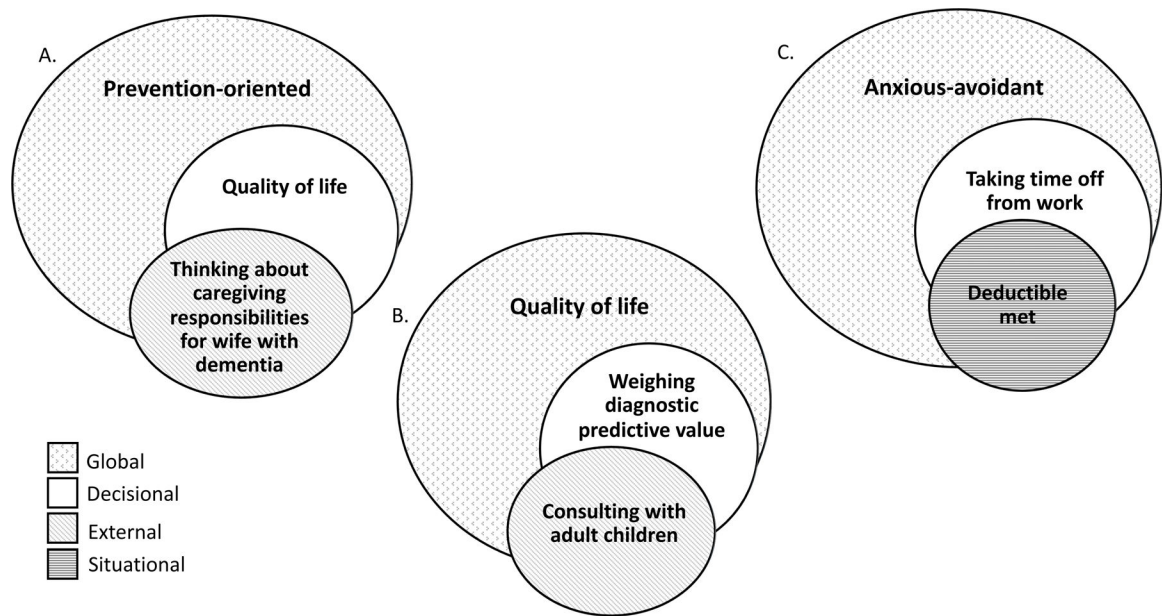 A.
Prevention-oriented
Quality of life
Thinking about
caregiving
responsibilities
for wife with
dementia
B.
Quality of life
Weighing
diagnostic
predictive value
Consulting with
adult children
C.
Anxious-avoidant
Taking time off
from work
Deductible
met
Global
Decisional
External
Situational